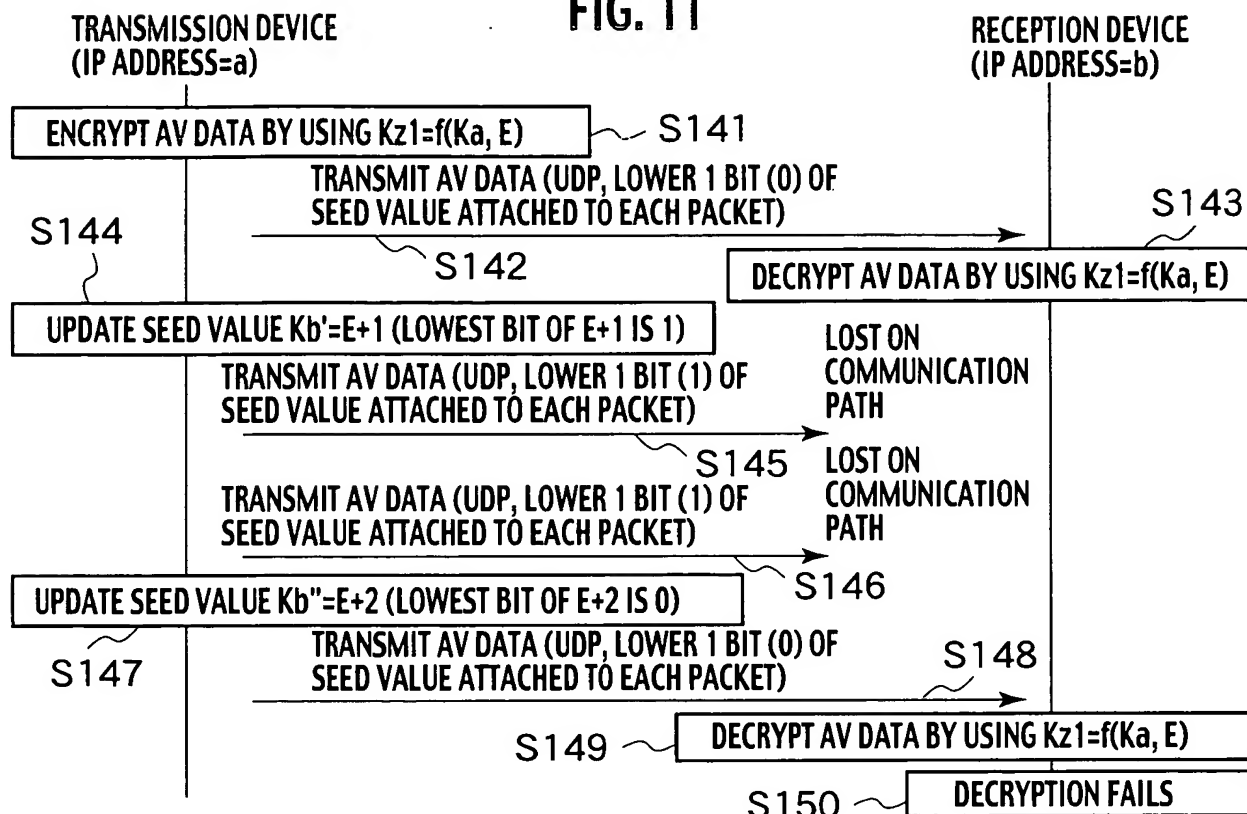 FIG. 11
TRANSMISSION DEVICE
(IP ADDRESS=a)
RECEPTION DEVICE
(IP ADDRESS=b)
ENCRYPT AV DATA BY USING Kz1=f(Ka, E)
S141
TRANSMIT AV DATA (UDP, LOWER 1 BIT (0) OF
SEED VALUE ATTACHED TO EACH PACKET)
S142
S143
DECRYPT AV DATA BY USING Kz1=f(Ka, E)
S144
UPDATE SEED VALUE Kb'=E+1 (LOWEST BIT OF E+1 IS 1)
TRANSMIT AV DATA (UDP, LOWER 1 BIT (1) OF
SEED VALUE ATTACHED TO EACH PACKET)
S145
LOST ON
COMMUNICATION
PATH
TRANSMIT AV DATA (UDP, LOWER 1 BIT (1) OF
SEED VALUE ATTACHED TO EACH PACKET)
S146
LOST ON
COMMUNICATION
PATH
UPDATE SEED VALUE Kb"=E+2 (LOWEST BIT OF E+2 IS 0)
S147
TRANSMIT AV DATA (UDP, LOWER 1 BIT (0) OF
SEED VALUE ATTACHED TO EACH PACKET)
S148
S149
DECRYPT AV DATA BY USING Kz1=f(Ka, E)
S150
DECRYPTION FAILS